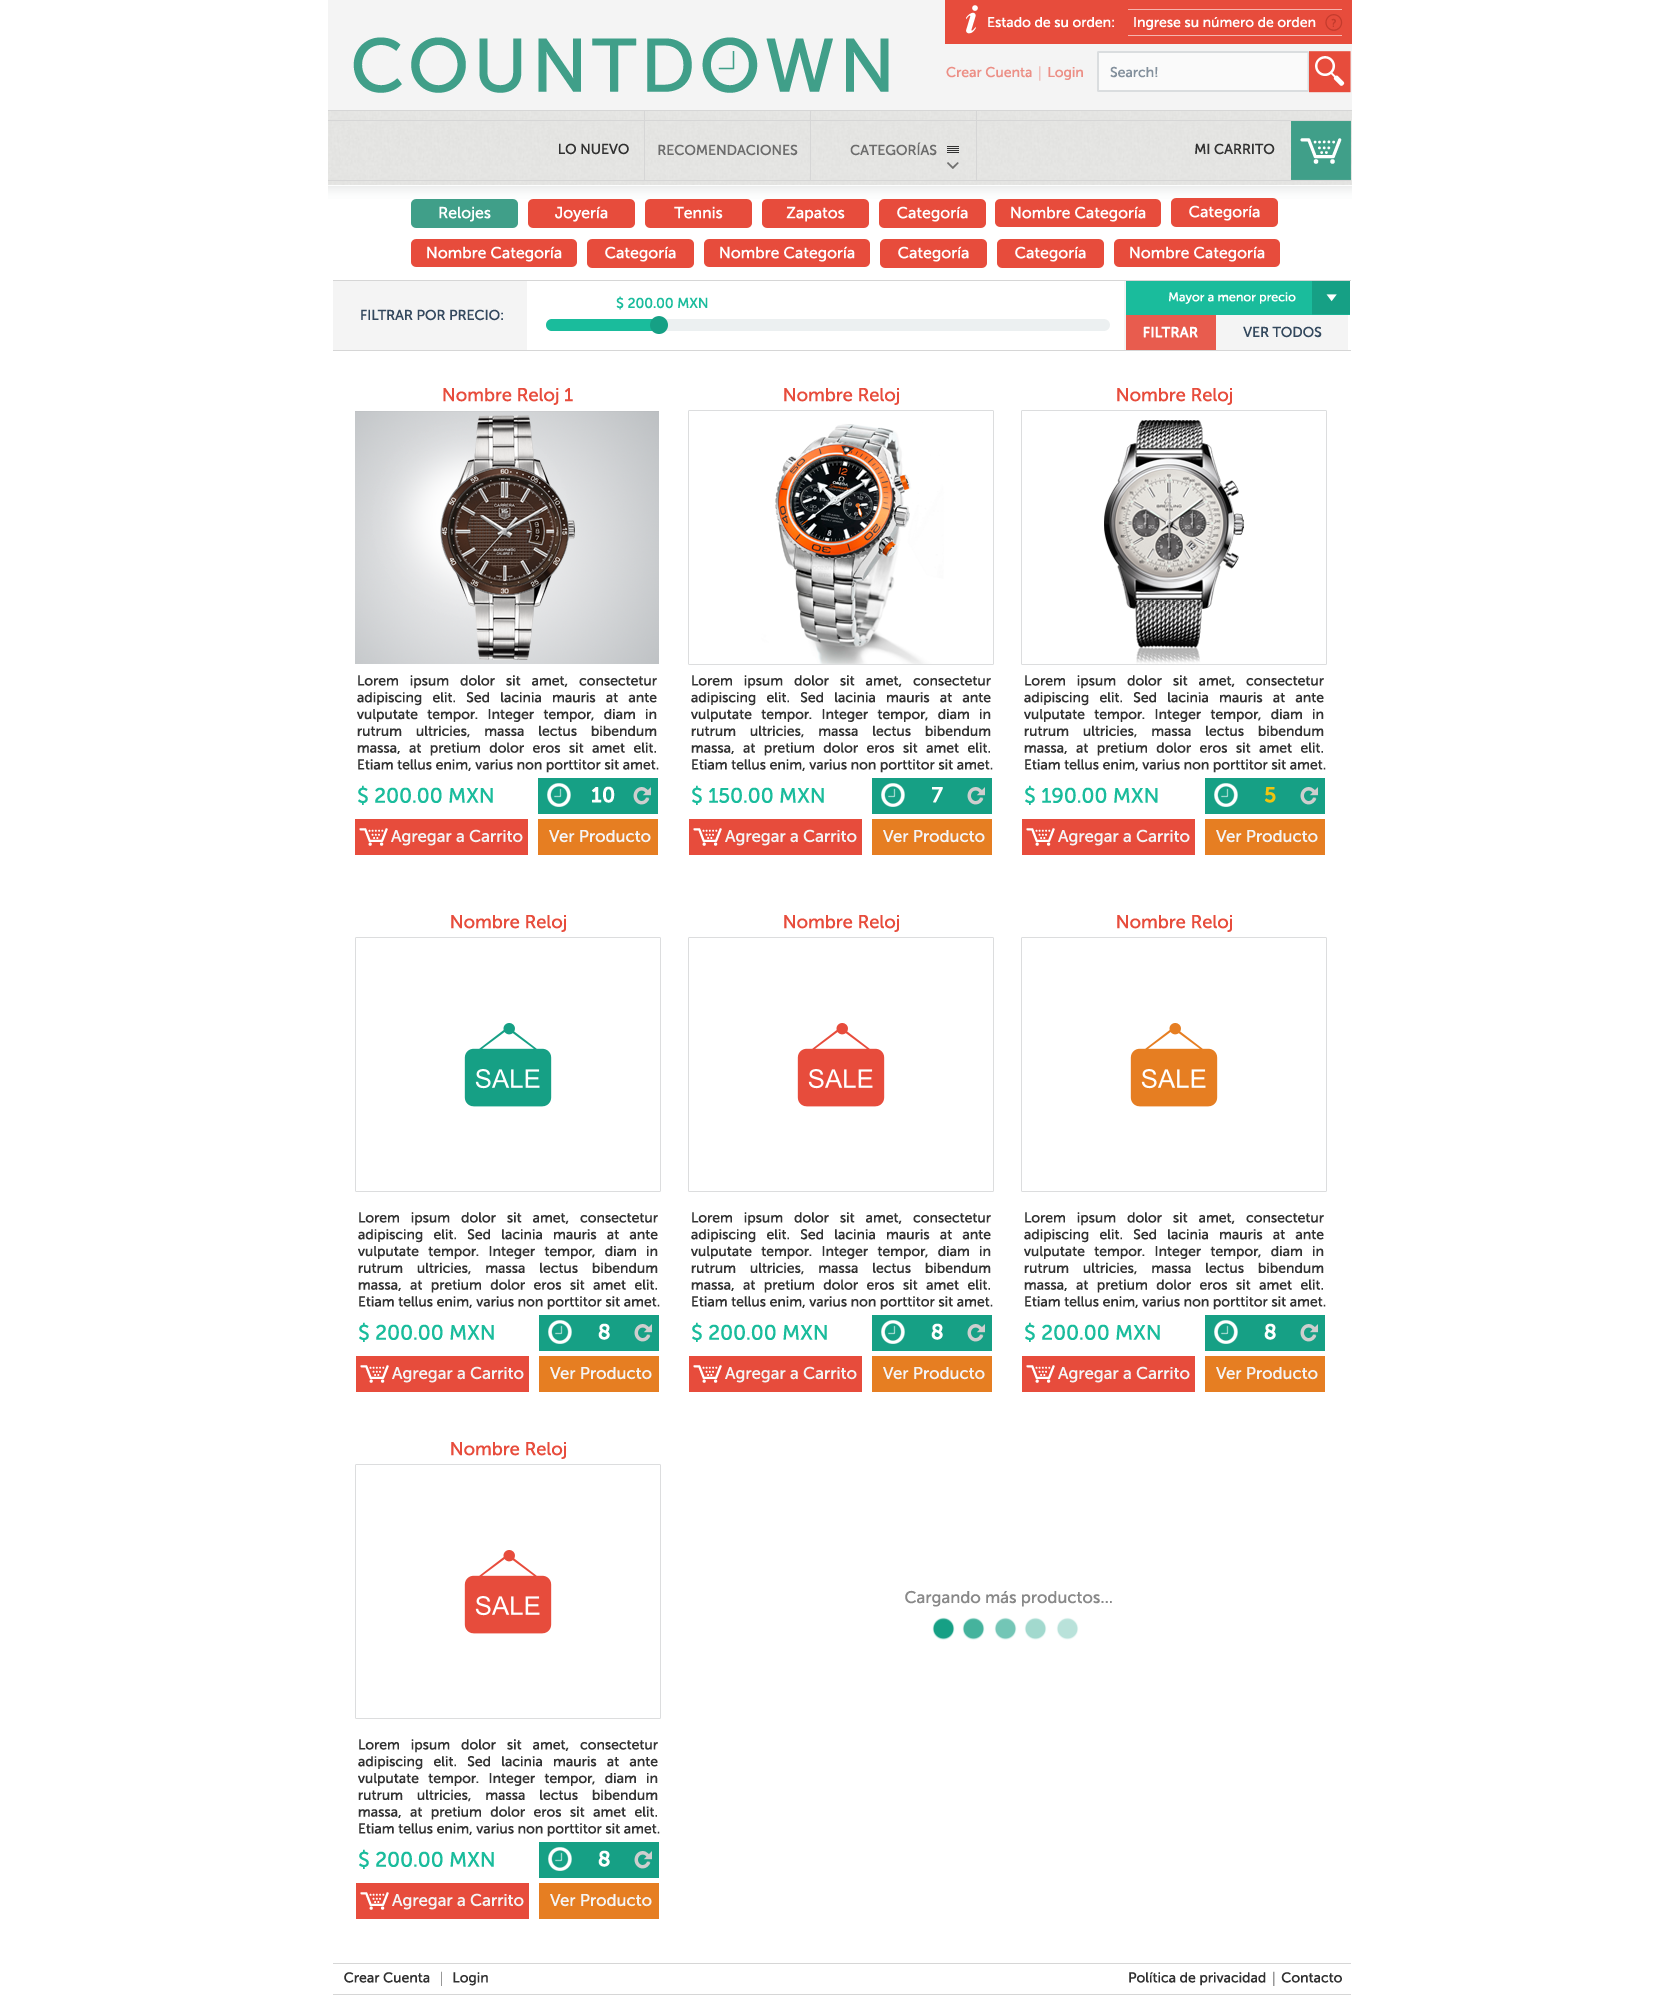 COUNTDOWN
Estado de su orden: Ingrese su número de orden ?
Crear Cuenta | Login
Search!
LO NUEVO
RECOMENDACIONES
CATEGORÍAS
MI CARRITO
Relojes
Joyería
Tennis
Zapatos
Categoría
Nombre Categoría
Categoría
Nombre Categoría
Categoría
Nombre Categoría
Categoría
Categoría
Nombre Categoría
FILTRAR POR PRECIO:
$ 200.00 MXN
Mayor a menor precio
FILTRAR
VER TODOS
Nombre Reloj 1
CARRERA
automatic
Lorem ipsum dolor sit amet, consectetur
adipiscing elit. Sed lacinia mauris at ante
vulputate tempor. Integer tempor, diam in
rutrum ultricies, massa lectus bibendum
massa, at pretium dolor eros sit amet elit.
Etiam tellus enim, varius non porttitor sit amet.
$ 200.00 MXN
10
Agregar a Carrito
Ver Producto
Nombre Reloj
OMEGA
Lorem ipsum dolor sit amet, consectetur
adipiscing elit. Sed lacinia mauris at ante
vulputate tempor. Integer tempor, diam in
rutrum ultricies, massa lectus bibendum
massa, at pretium dolor eros sit amet elit.
Etiam tellus enim, varius non porttitor sit amet.
$ 150.00 MXN
7
Agregar a Carrito
Ver Producto
Nombre Reloj
BREITLING
Lorem ipsum dolor sit amet, consectetur
adipiscing elit. Sed lacinia mauris at ante
vulputate tempor. Integer tempor, diam in
rutrum ultricies, massa lectus bibendum
massa, at pretium dolor eros sit amet elit.
Etiam tellus enim, varius non porttitor sit amet.
$ 190.00 MXN
5
Agregar a Carrito
Ver Producto
Nombre Reloj
SALE
Lorem ipsum dolor sit amet, consectetur
adipiscing elit. Sed lacinia mauris at ante
vulputate tempor. Integer tempor, diam in
rutrum ultricies, massa lectus bibendum
massa, at pretium dolor eros sit amet elit.
Etiam tellus enim, varius non porttitor sit amet.
$ 200.00 MXN
8
Agregar a Carrito
Ver Producto
Nombre Reloj
SALE
Lorem ipsum dolor sit amet, consectetur
adipiscing elit. Sed lacinia mauris at ante
vulputate tempor. Integer tempor, diam in
rutrum ultricies, massa lectus bibendum
massa, at pretium dolor eros sit amet elit.
Etiam tellus enim, varius non porttitor sit amet.
$ 200.00 MXN
8
Agregar a Carrito
Ver Producto
Nombre Reloj
SALE
Lorem ipsum dolor sit amet, consectetur
adipiscing elit. Sed lacinia mauris at ante
vulputate tempor. Integer tempor, diam in
rutrum ultricies, massa lectus bibendum
massa, at pretium dolor eros sit amet elit.
Etiam tellus enim, varius non porttitor sit amet.
$ 200.00 MXN
8
Agregar a Carrito
Ver Producto
Nombre Reloj
SALE
Lorem ipsum dolor sit amet, consectetur
adipiscing elit. Sed lacinia mauris at ante
vulputate tempor. Integer tempor, diam in
rutrum ultricies, massa lectus bibendum
massa, at pretium dolor eros sit amet elit.
Etiam tellus enim, varius non porttitor sit amet.
$ 200.00 MXN
8
Agregar a Carrito
Ver Producto
Cargando más productos...
Crear Cuenta | Login
Política de privacidad | Contacto